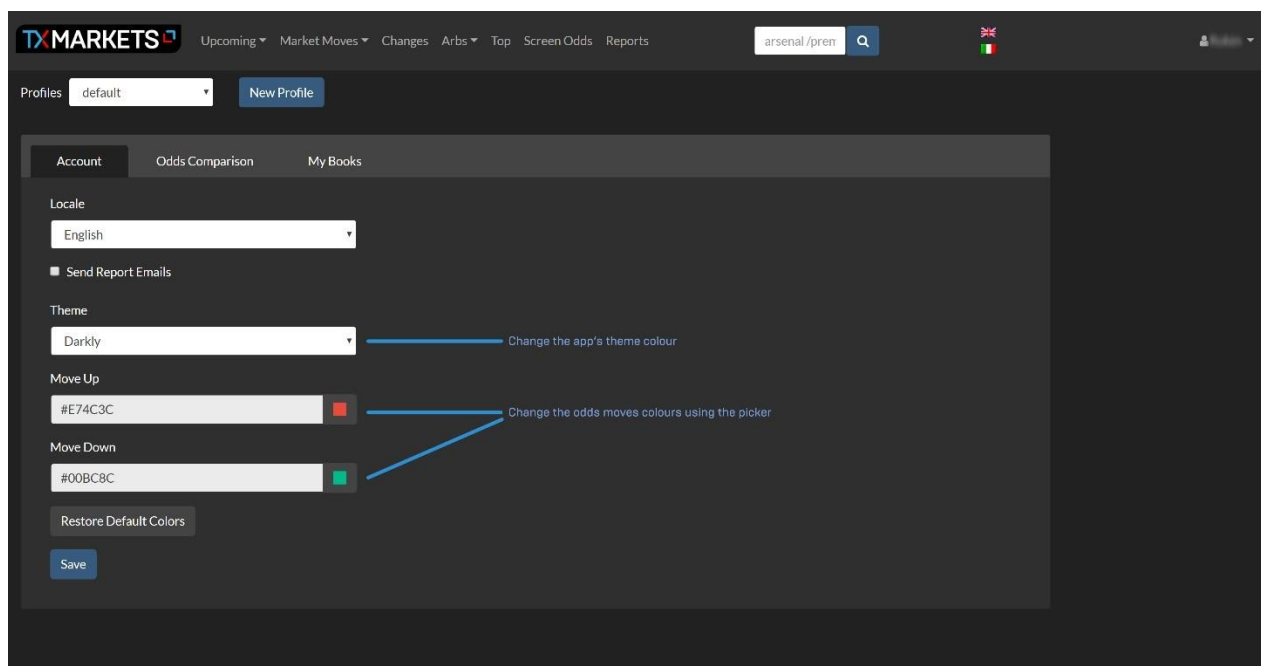 TXMARKETS
Upcoming Market Moves Changes Arbs Top Screen Odds Reports
arsenal /prem
Profiles default New Profile
Account Odds Comparison My Books
Locale
English
Send Report Emails
Theme
Darkly Change the app's theme colour
Move Up
#E74C3C Change the odds moves colours using the picker
Move Down
#00BC8C
Restore Default Colors
Save